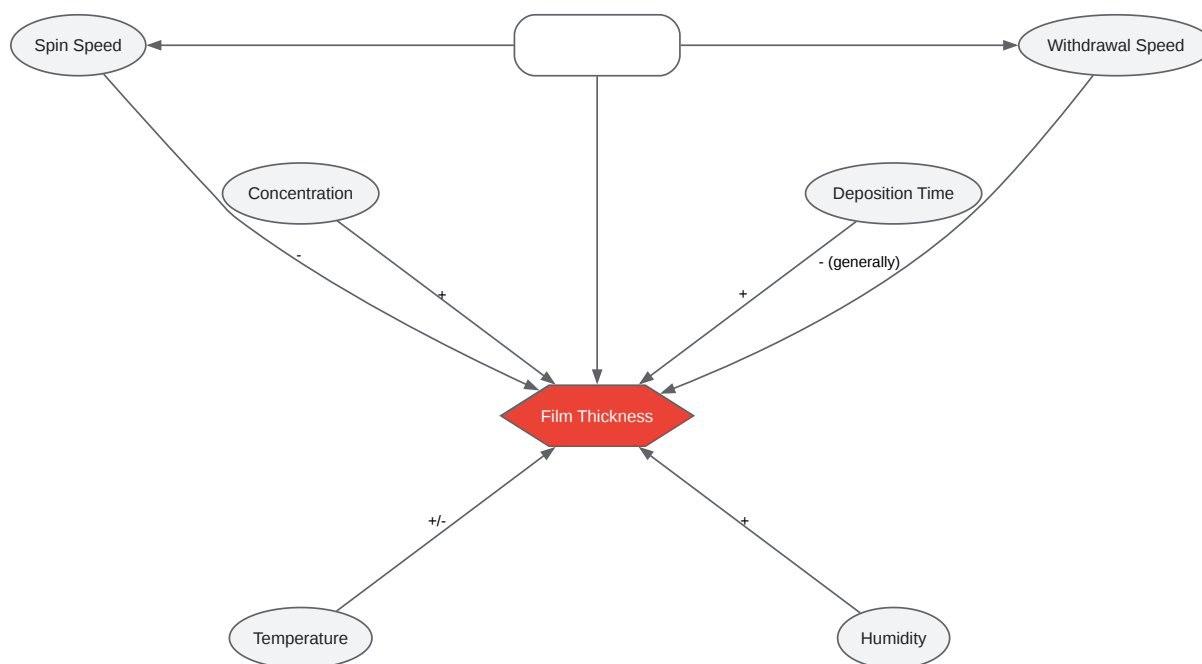 Spin Speed
Withdrawal Speed
Concentration
Deposition Time
-
- (generally)
+
+
Film Thickness
+/-
+
Temperature
Humidity